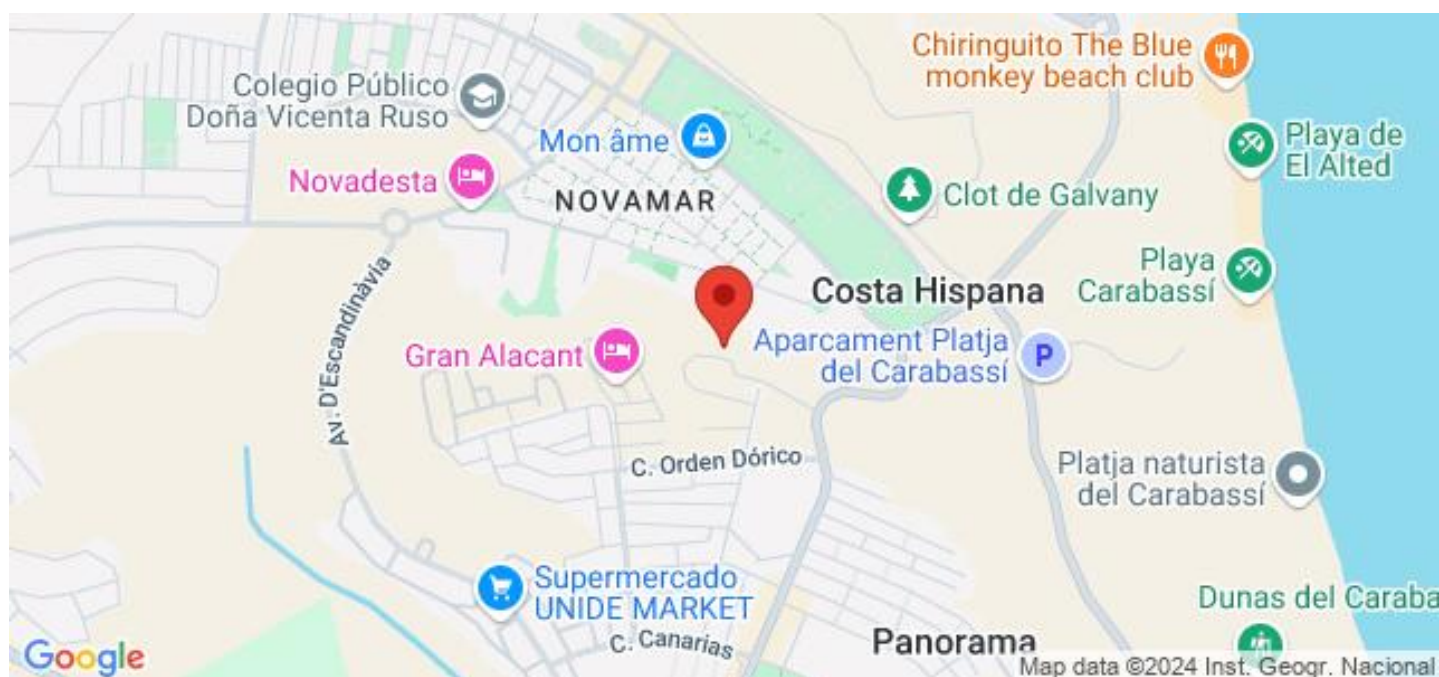 Chiringuito The Blue
monkey beach club
Colegio Público
Doña Vicenta Ruso
Mon âme
Playa de
El Alted
Novadesta
NOVAMAR
Clot de Galvany
Playa
Carabassí
Costa Hispana
Av. D'Escandinàvia
Gran Alacant
Aparcament Platja
del Carabassí
P
C. Orden Dórico
Platja naturista
del Carabassí
Supermercado
UNIDE MARKET
Dunas del Caraba
C. Canarias
Panorama
Google
Map data ©2024 Inst. Geogr. Nacional